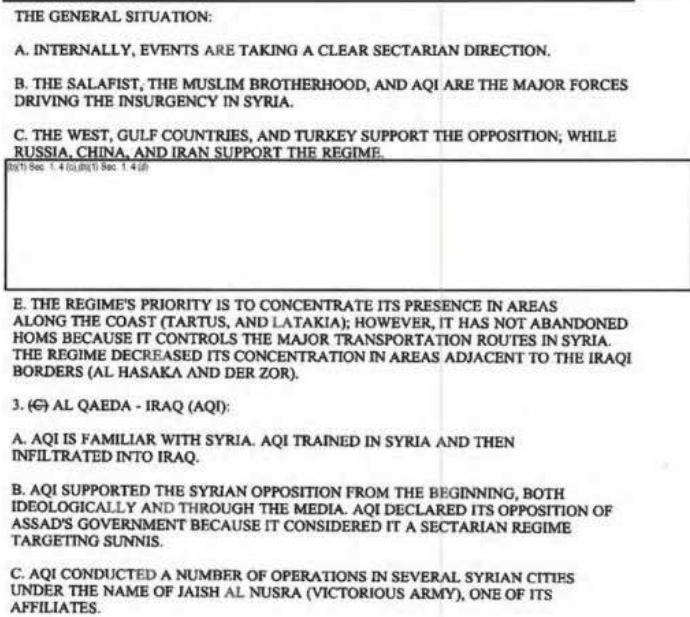 THE GENERAL SITUATION:
A. INTERNALLY, EVENTS ARE TAKING A CLEAR SECTARIAN DIRECTION.
B. THE SALAFIST, THE MUSLIM BROTHERHOOD, AND AQI ARE THE MAJOR FORCES
DRIVING THE INSURGENCY IN SYRIA.
C. THE WEST, GULF COUNTRIES, AND TURKEY SUPPORT THE OPPOSITION; WHILE
RUSSIA, CHINA, AND IRAN SUPPORT THE REGIME.
(b)(1) Sec. 1. 4 (c),(b)(1) Sec. 1. 4 (d)
E. THE REGIME'S PRIORITY IS TO CONCENTRATE ITS PRESENCE IN AREAS
ALONG THE COAST (TARTUS, AND LATAKIA); HOWEVER, IT HAS NOT ABANDONED
HOMS BECAUSE IT CONTROLS THE MAJOR TRANSPORTATION ROUTES IN SYRIA.
THE REGIME DECREASED ITS CONCENTRATION IN AREAS ADJACENT TO THE IRAQI
BORDERS (AL HASAKA AND DER ZOR).
3. (C) AL QAEDA - IRAQ (AQI):
A. AQI IS FAMILIAR WITH SYRIA. AQI TRAINED IN SYRIA AND THEN
INFILTRATED INTO IRAQ.
B. AQI SUPPORTED THE SYRIAN OPPOSITION FROM THE BEGINNING, BOTH
IDEOLOGICALLY AND THROUGH THE MEDIA. AQI DECLARED ITS OPPOSITION OF
ASSAD'S GOVERNMENT BECAUSE IT CONSIDERED IT A SECTARIAN REGIME
TARGETING SUNNIS.
C. AQI CONDUCTED A NUMBER OF OPERATIONS IN SEVERAL SYRIAN CITIES
UNDER THE NAME OF JAISH AL NUSRA (VICTORIOUS ARMY), ONE OF ITS
AFFILIATES.